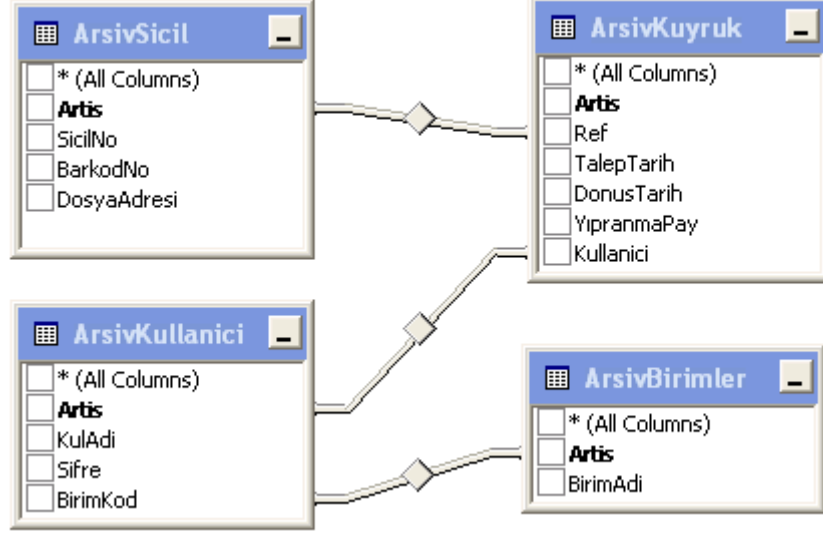 ArsivSicil
* (All Columns)
Artis
SicilNo
BarkodNo
DosyaAdresi
ArsivKuyruk
* (All Columns)
Artis
Ref
TalepTarih
DonusTarih
YıpranmaPay
Kullanici
ArsivKullanici
* (All Columns)
Artis
KulAdi
Sifre
BirimKod
ArsivBirimler
* (All Columns)
Artis
BirimAdi